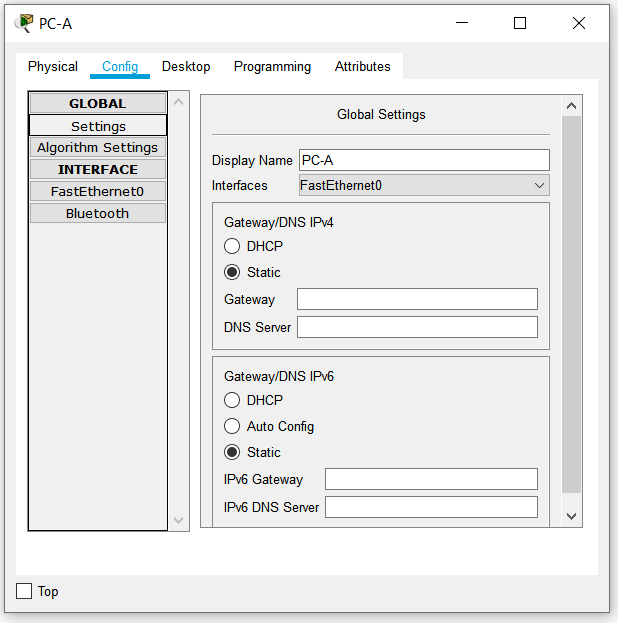 PC-A
Physical Config Desktop Programming Attributes
GLOBAL
Settings
Algorithm Settings
INTERFACE
FastEthernet0
Bluetooth
Global Settings
Display Name PC-A
Interfaces FastEthernet0
Gateway/DNS IPv4
DHCP
Static
Gateway
DNS Server
Gateway/DNS IPv6
DHCP
Auto Config
Static
IPv6 Gateway
IPv6 DNS Server
Top